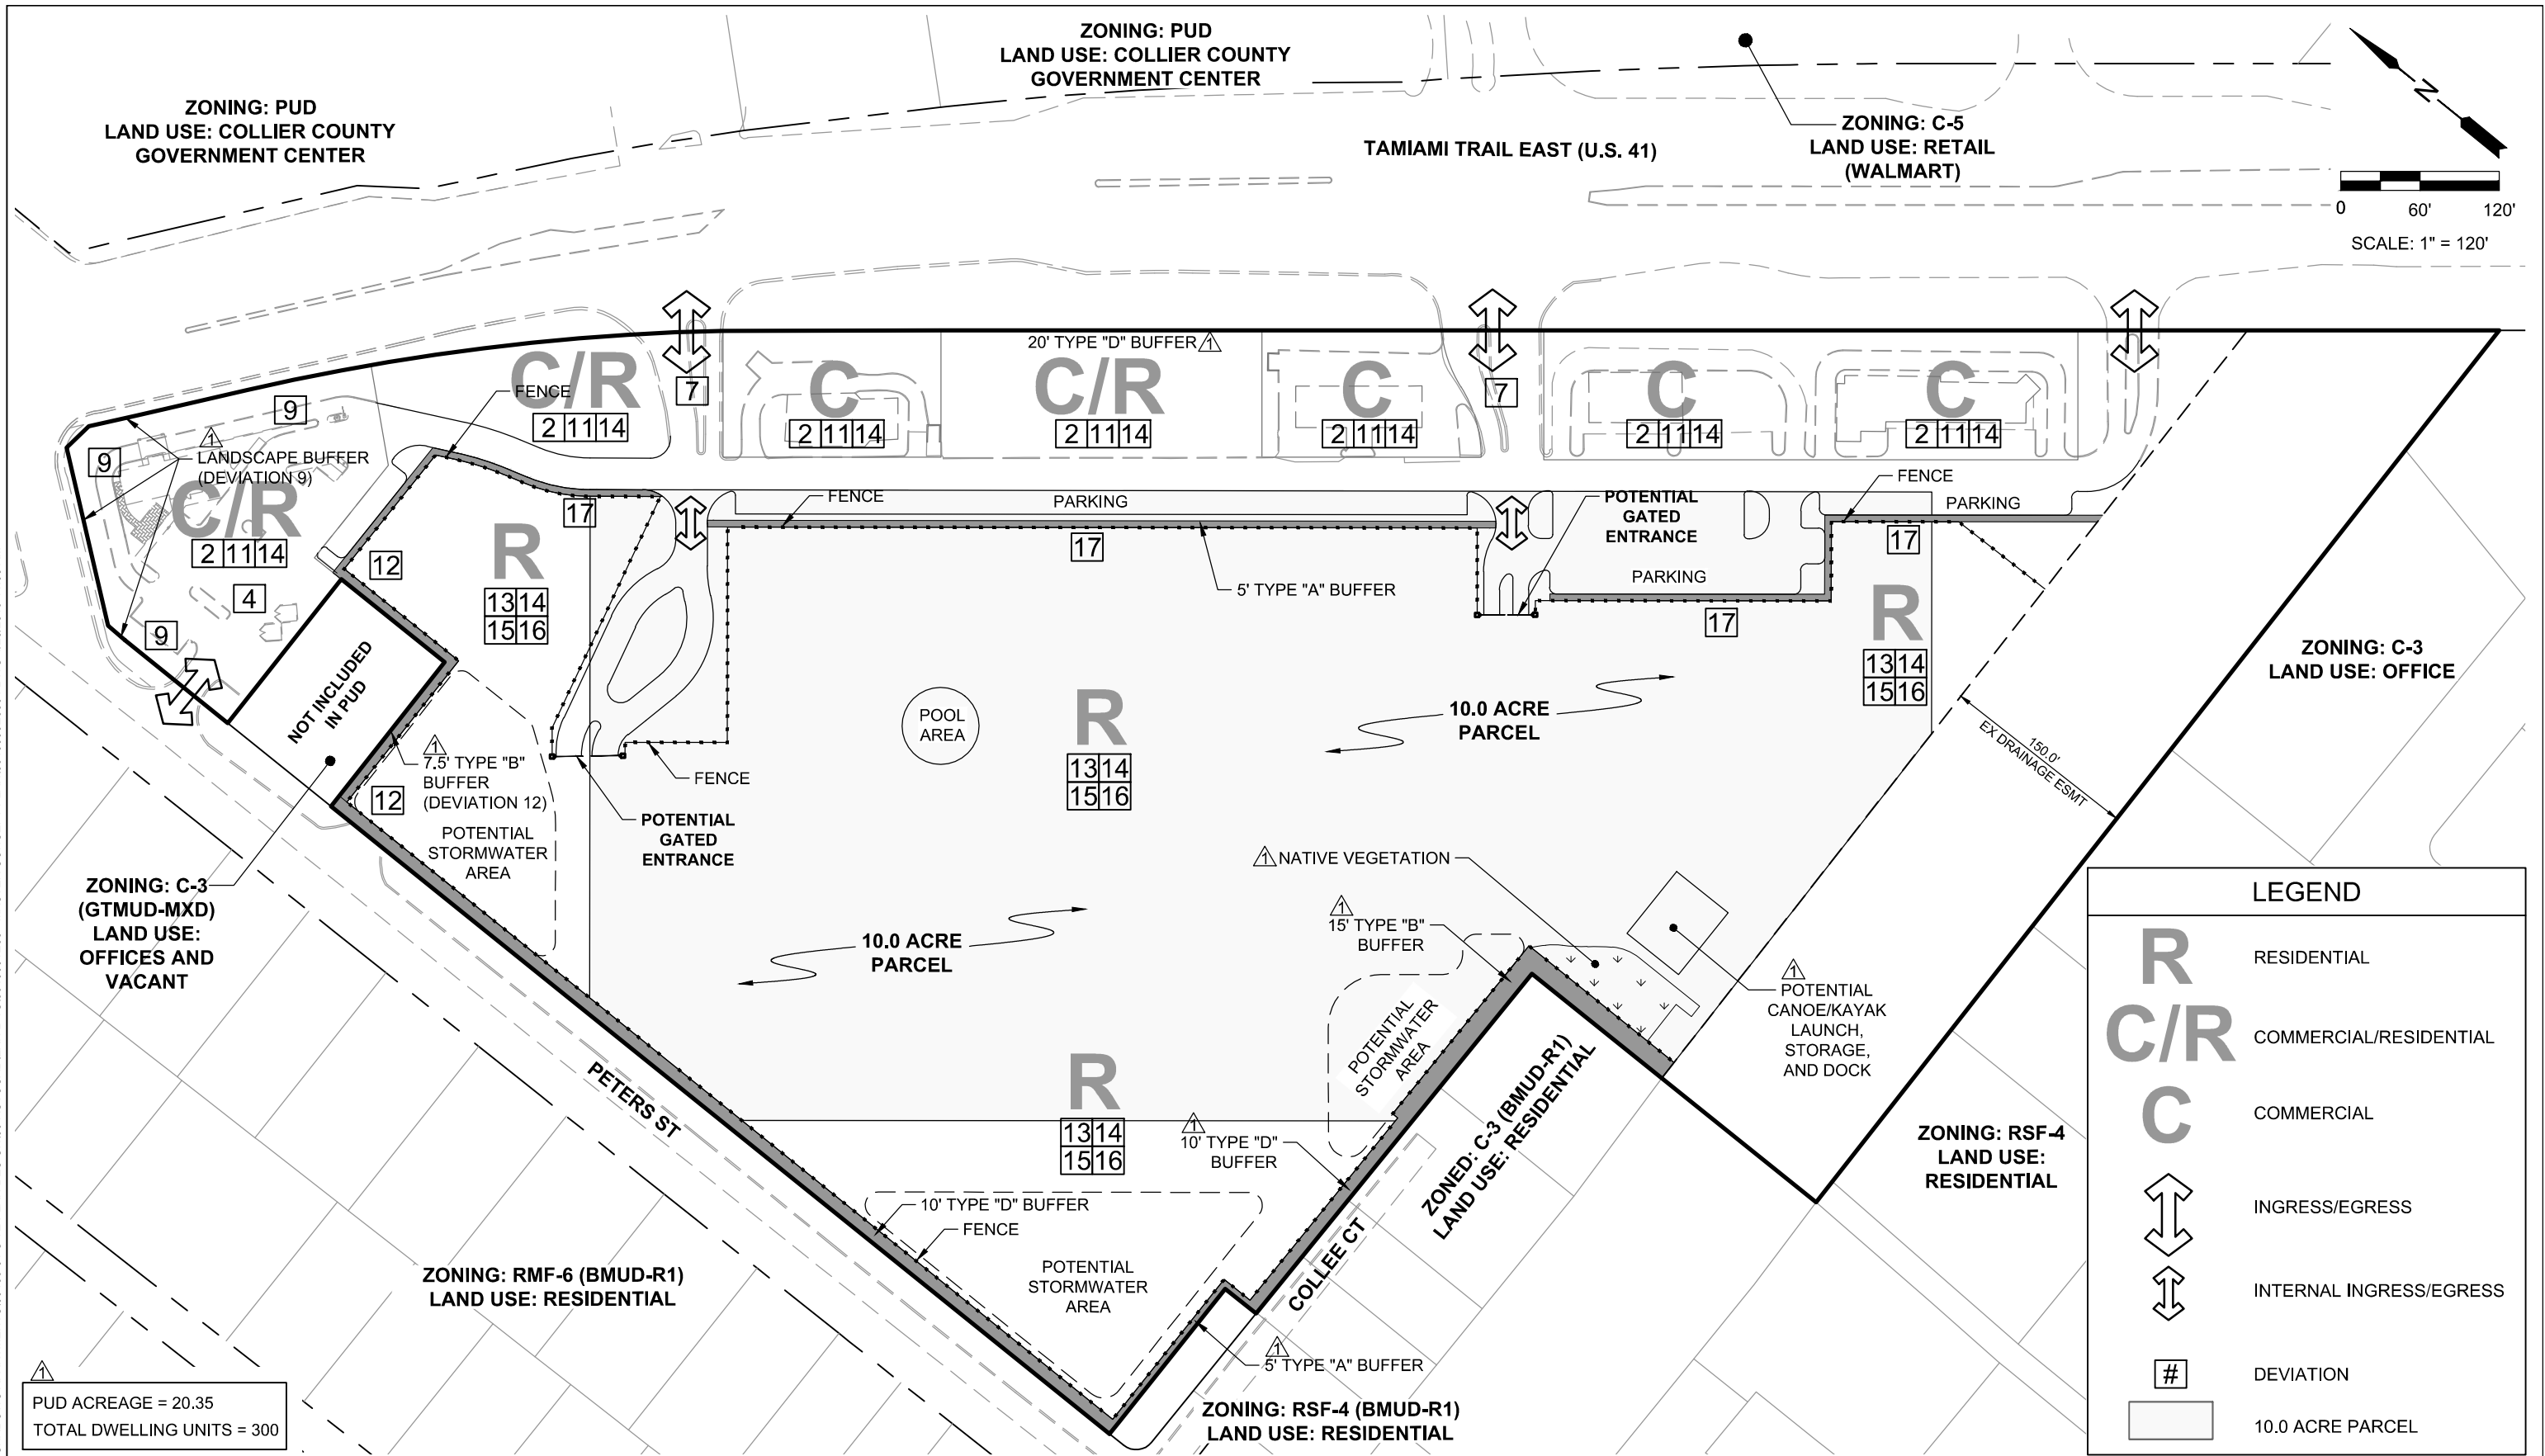 ZONING: PUD
LAND USE: COLLIER COUNTY
GOVERNMENT CENTER
ZONING: PUD
LAND USE: COLLIER COUNTY
GOVERNMENT CENTER
TAMIAMI TRAIL EAST (U.S. 41)
ZONING: C-5
LAND USE: RETAIL
(WALMART)
N
0 60' 120'
SCALE: 1" = 120'
20' TYPE "D" BUFFER 1
C/R
2 11 14
FENCE
7
C
2 11 14
C/R
2 11 14
C
2 11 14
7
C
2 11 14
C
2 11 14
9
9
1
LANDSCAPE BUFFER
(DEVIATION 9)
C/R
2 11 14
4
9
12
17
R
13 14
15 16
FENCE
PARKING
17
5' TYPE "A" BUFFER
POTENTIAL
GATED
ENTRANCE
PARKING
17
FENCE
PARKING
17
R
13 14
15 16
ZONING: C-3
LAND USE: OFFICE
NOT INCLUDED
IN PUD
1
7.5' TYPE "B"
BUFFER
(DEVIATION 12)
12
POTENTIAL
STORMWATER
AREA
FENCE
POTENTIAL
GATED
ENTRANCE
POOL
AREA
R
13 14
15 16
10.0 ACRE
PARCEL
150.0'
EX DRAINAGE ESMT
ZONING: C-3
(GTMUD-MXD)
LAND USE:
OFFICES AND
VACANT
10.0 ACRE
PARCEL
1 NATIVE VEGETATION
1
15' TYPE "B"
BUFFER
POTENTIAL
STORMWATER
AREA
1
POTENTIAL
CANOE/KAYAK
LAUNCH,
STORAGE,
AND DOCK
PETERS ST
R
13 14
15 16
1
10' TYPE "D"
BUFFER
ZONED: C-3 (BMUD-R1)
LAND USE: RESIDENTIAL
ZONING: RSF-4
LAND USE:
RESIDENTIAL
10' TYPE "D" BUFFER
FENCE
POTENTIAL
STORMWATER
AREA
COLLEE CT
ZONING: RMF-6 (BMUD-R1)
LAND USE: RESIDENTIAL
1
5' TYPE "A" BUFFER
ZONING: RSF-4 (BMUD-R1)
LAND USE: RESIDENTIAL
1
PUD ACREAGE = 20.35
TOTAL DWELLING UNITS = 300
LEGEND
R RESIDENTIAL
C/R COMMERCIAL/RESIDENTIAL
C COMMERCIAL
INGRESS/EGRESS
INTERNAL INGRESS/EGRESS
# DEVIATION
10.0 ACRE PARCEL